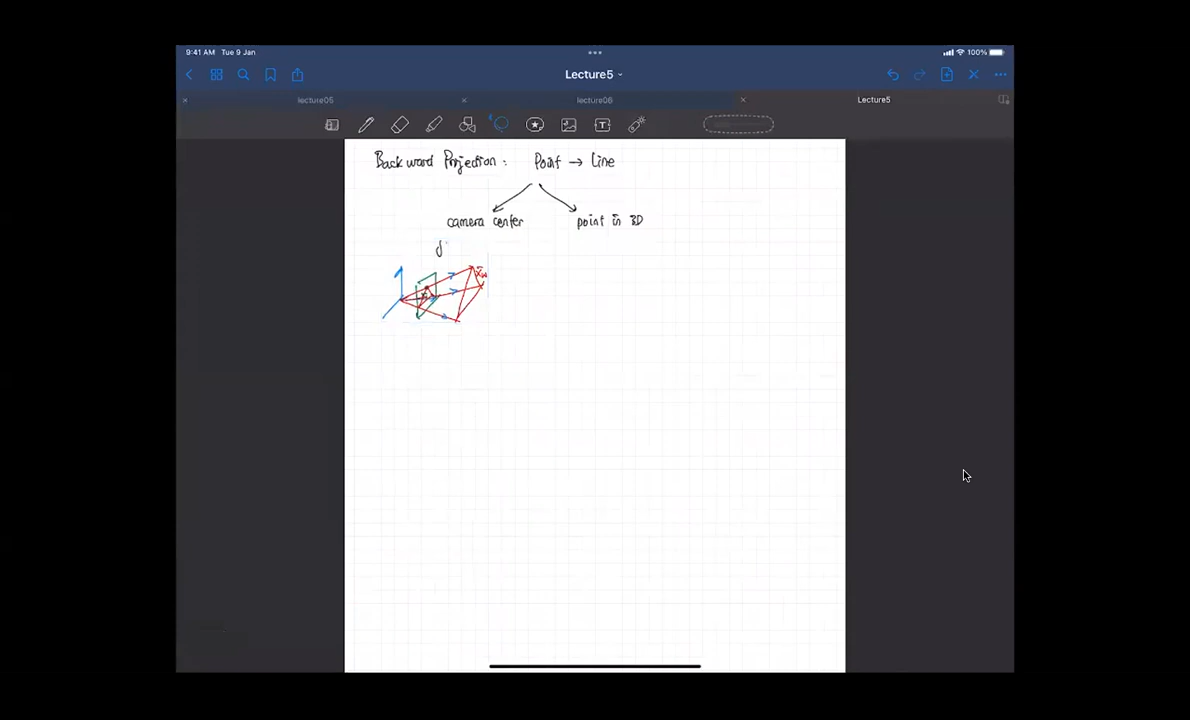 9:41 AM Tue 9 Jan
100%
Lecture5
lecture05
lecture06
Lecture5
Backward Projection: Point → Line
camera center point in 3D